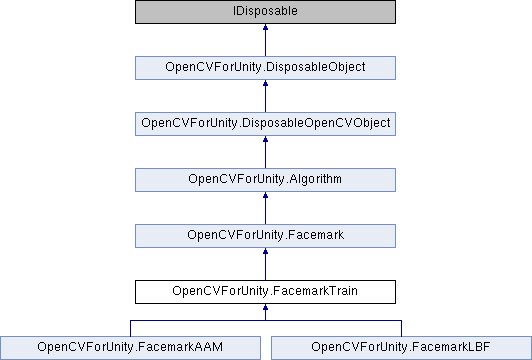 IDisposable
OpenCVForUnity.DisposableObject
OpenCVForUnity.DisposableOpenCVObject
OpenCVForUnity.Algorithm
OpenCVForUnity.Facemark
OpenCVForUnity.FacemarkTrain
OpenCVForUnity.FacemarkAAM
OpenCVForUnity.FacemarkLBF